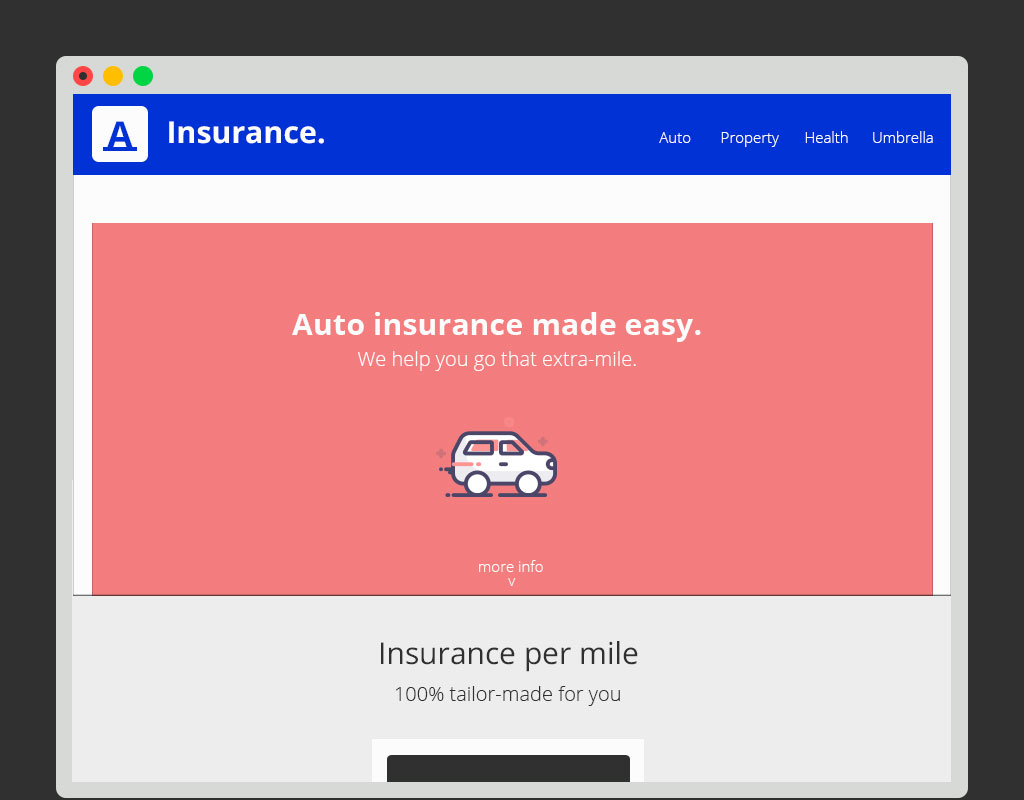 A Insurance.
Auto Property Health Umbrella
Auto insurance made easy.
We help you go that extra-mile.
more info
v
Insurance per mile
100% tailor-made for you